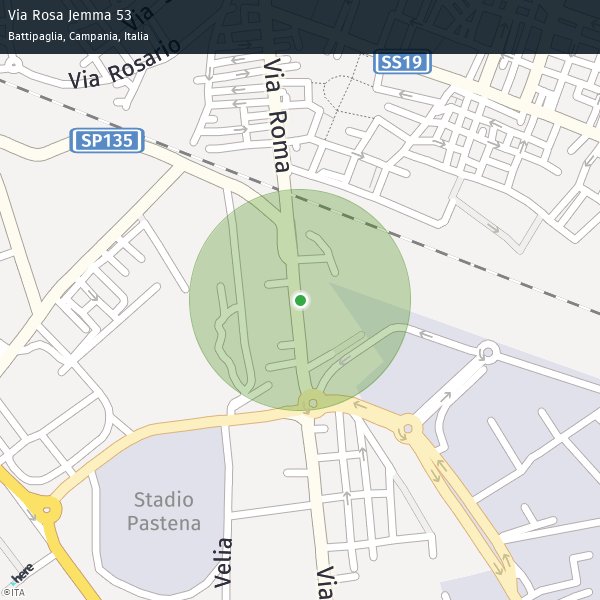 Via Rosa Jemma 53
Battipaglia, Campania, Italia
Via Rosario
SS19
Via Roma
SP135
Stadio
Pastena
Velia
Via
here
©ITA